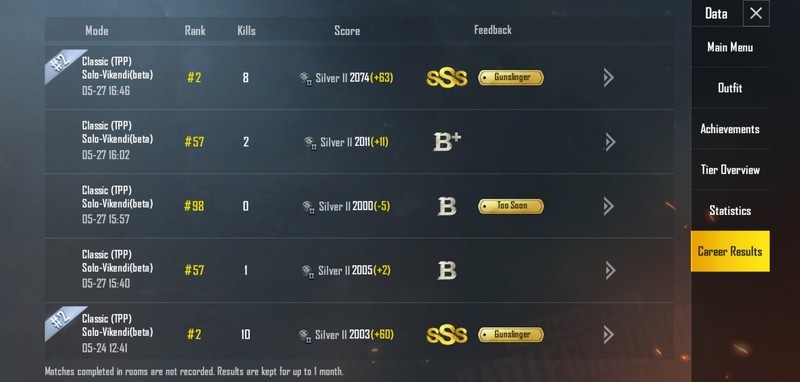 Mode Rank Kills Score Feedback
#2
Classic (TPP)
Solo-Vikendi(beta)
05-27 16:46
#2 8 Silver II 2074(+63) SSS Gunslinger
Classic (TPP)
Solo-Vikendi(beta)
05-27 16:02
#57 2 Silver II 2011(+11) B+
Classic (TPP)
Solo-Vikendi(beta)
05-27 15:57
#98 0 Silver II 2000(-5) B Too Soon
Classic (TPP)
Solo-Vikendi(beta)
05-27 15:40
#57 1 Silver II 2005(+2) B
#2
Classic (TPP)
Solo-Vikendi(beta)
05-24 12:41
#2 10 Silver II 2003(+60) SSS Gunslinger
Matches completed in rooms are not recorded. Results are kept for up to 1 month.
Data
Main Menu
Outfit
Achievements
Tier Overview
Statistics
Career Results